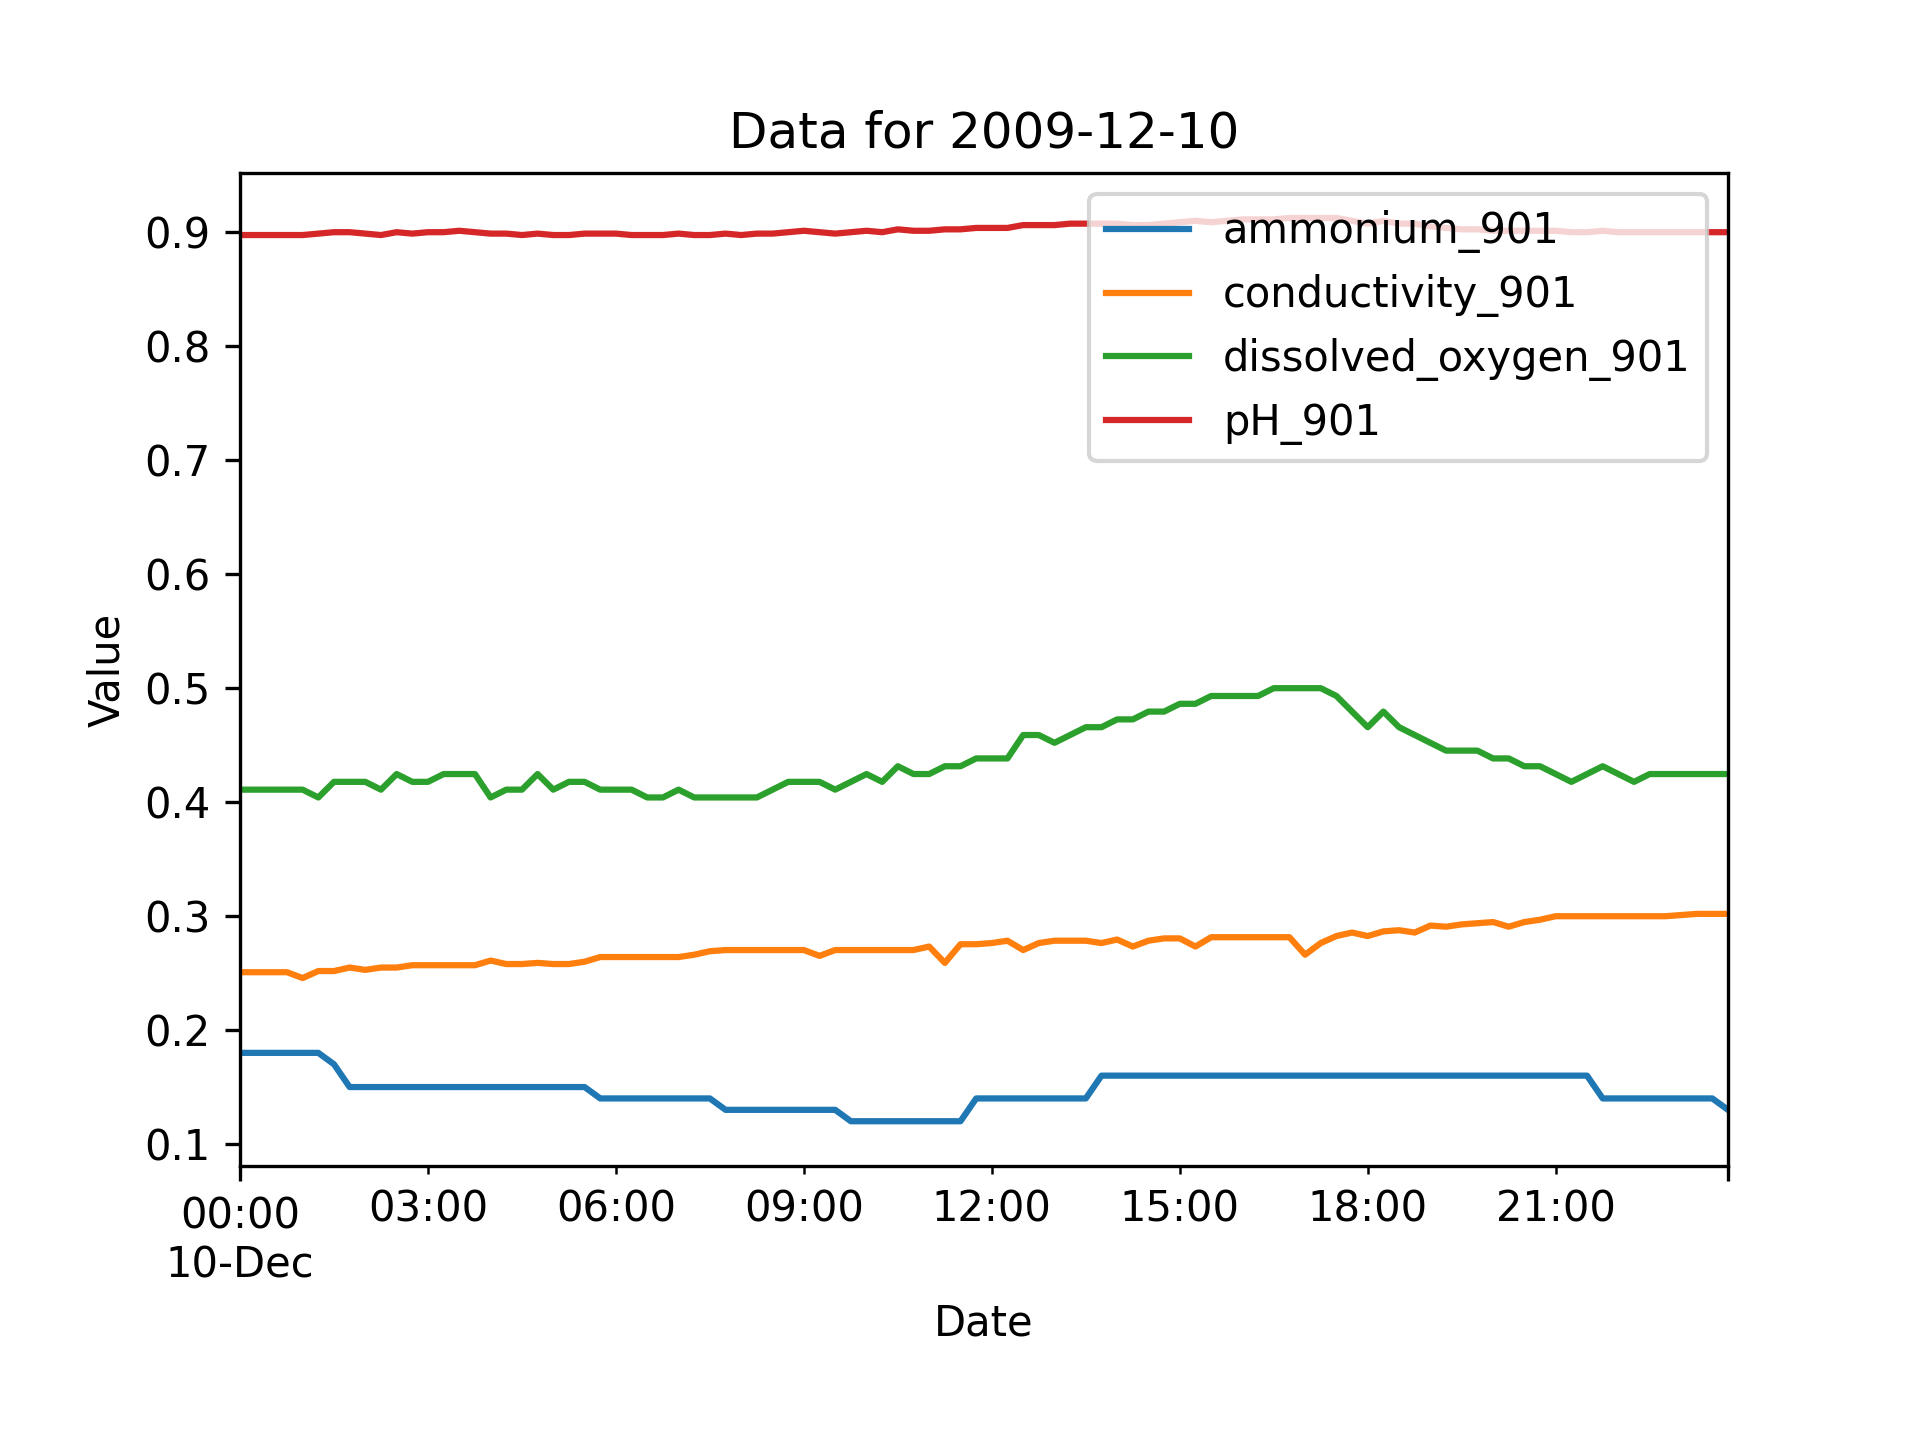 Data for 2009-12-10
ammonium_901
conductivity_901
dissolved_oxygen_901
pH_901
Value
0.9
0.8
0.7
0.6
0.5
0.4
0.3
0.2
0.1
00:00 03:00 06:00 09:00 12:00 15:00 18:00 21:00
10-Dec
Date